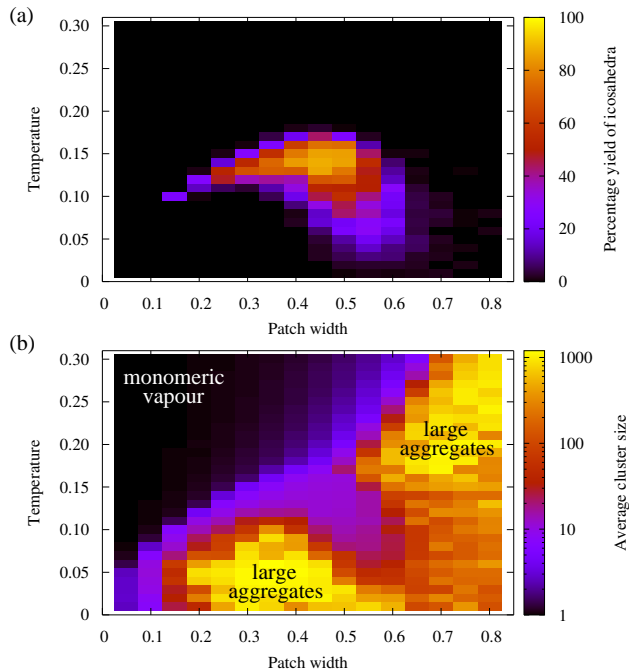 (a)
0.30
0.25
0.20
0.15
0.10
0.05
0
Temperature
0 0.1 0.2 0.3 0.4 0.5 0.6 0.7 0.8
Patch width
100
80
60
40
20
0
Percentage yield of icosahedra
(b)
0.30
0.25
0.20
0.15
0.10
0.05
0
Temperature
monomeric
vapour
large
aggregates
large
aggregates
0 0.1 0.2 0.3 0.4 0.5 0.6 0.7 0.8
Patch width
1000
100
10
1
Average cluster size